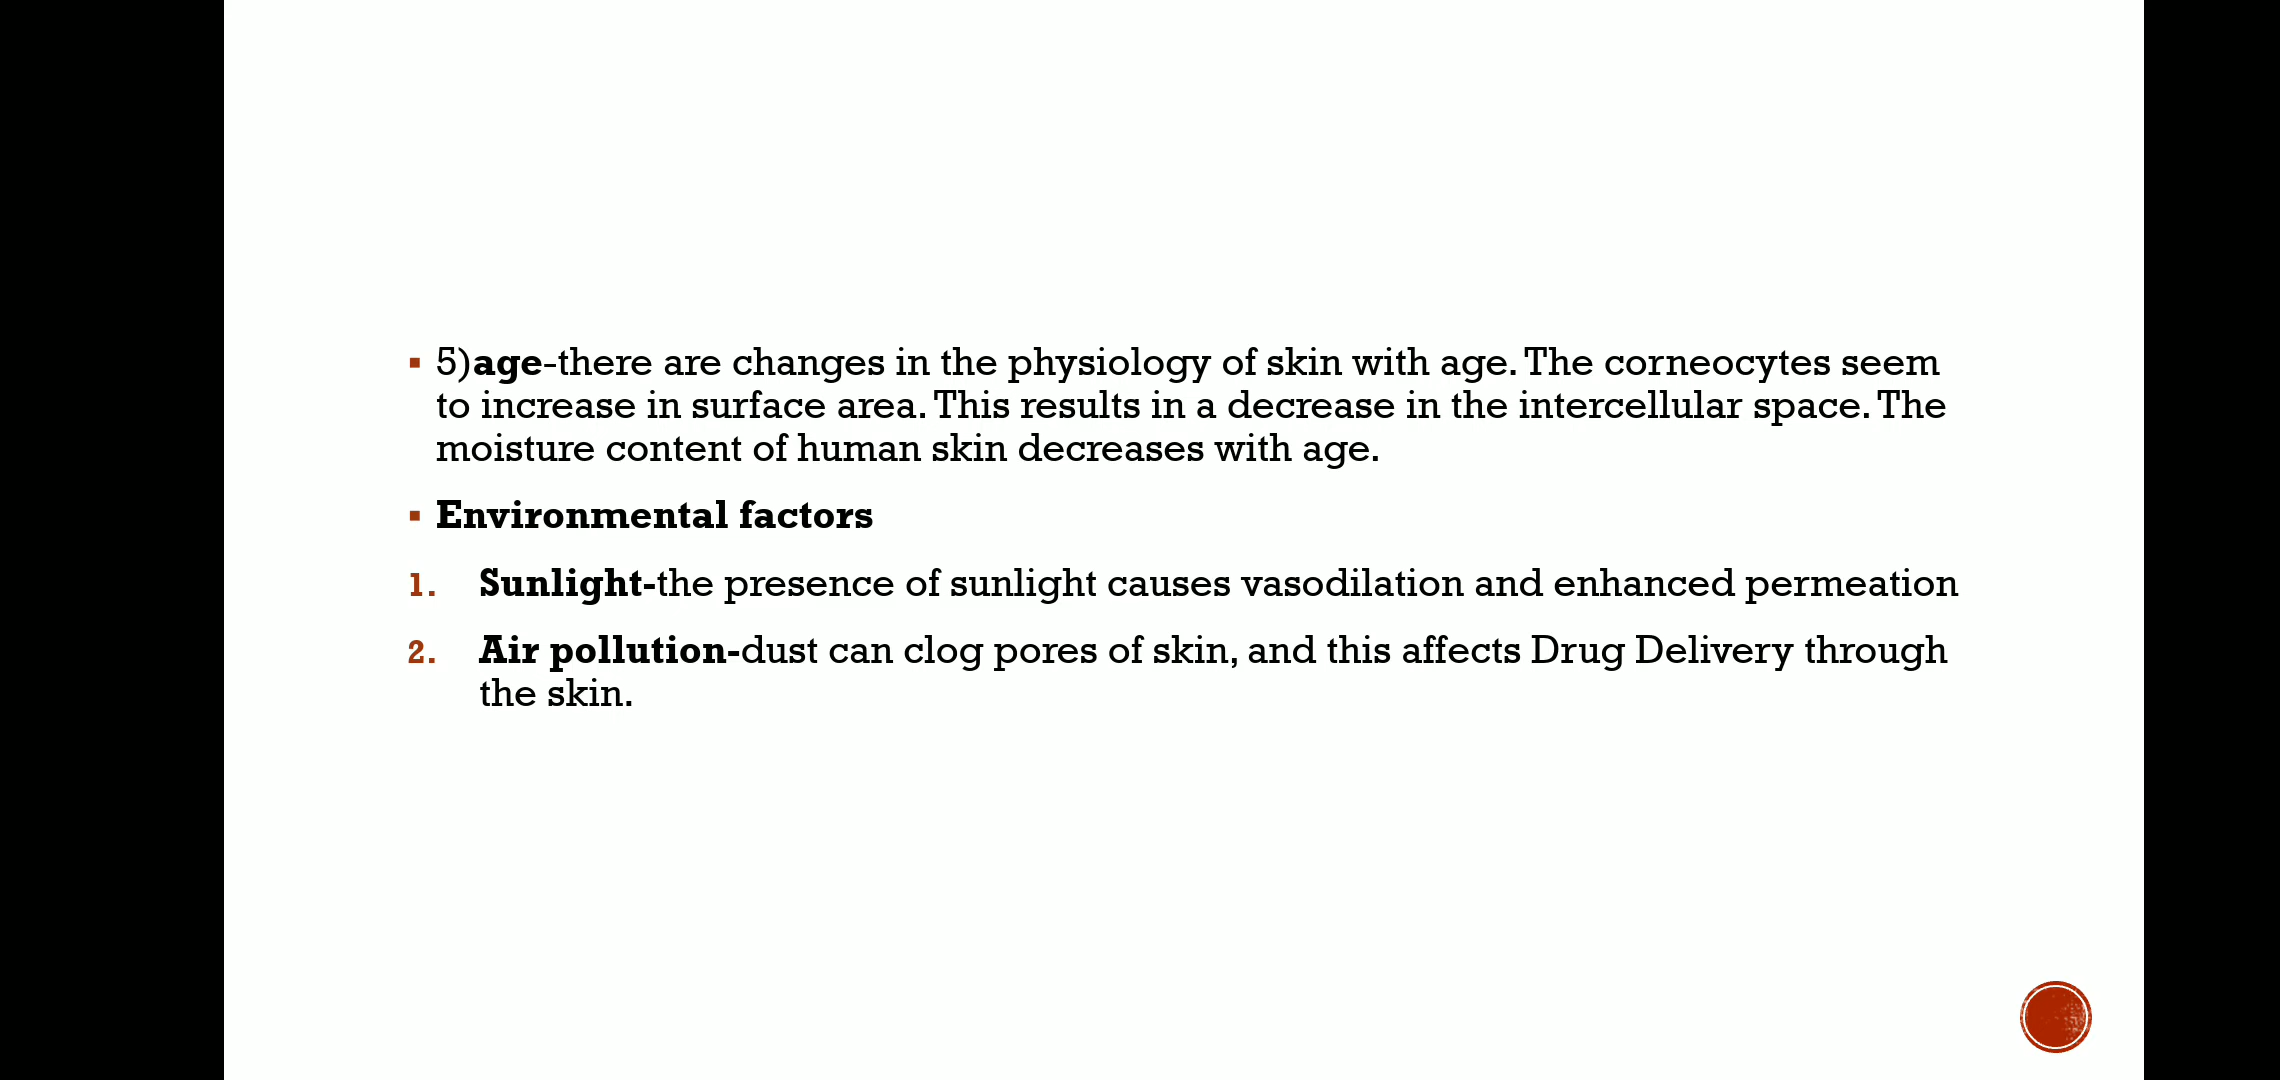 ▪ 5)age-there are changes in the physiology of skin with age. The corneocytes seem
to increase in surface area. This results in a decrease in the intercellular space. The
moisture content of human skin decreases with age.
▪ Environmental factors
1. Sunlight-the presence of sunlight causes vasodilation and enhanced permeation
2. Air pollution-dust can clog pores of skin, and this affects Drug Delivery through
the skin.